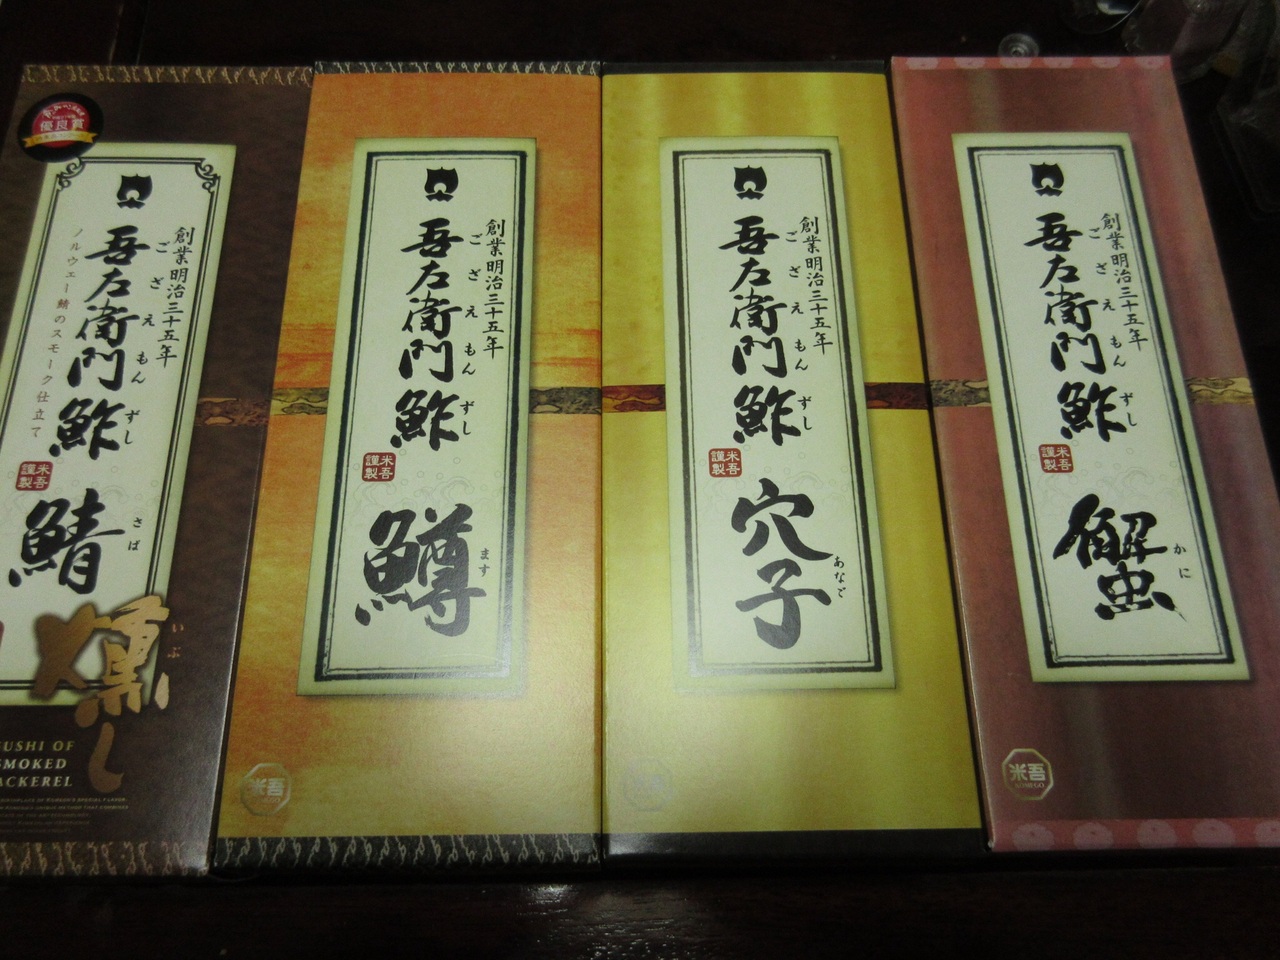 優良賞
創業明治三十五年
ござえもんずし
吾左衛門鮓
ノルウェー鯖のスモーク仕立て
米吾謹製
さば
鯖
いぶ
燻し
SUSHI OF
SMOKED
ACKEREL
創業明治三十五年
ござえもんずし
吾左衛門鮓
米吾謹製
ます
鱒
米吾
創業明治三十五年
ござえもんずし
吾左衛門鮓
米吾謹製
あなご
穴子
米吾
創業明治三十五年
ござえもんずし
吾左衛門鮓
米吾謹製
かに
蟹
米吾
KOMEGO